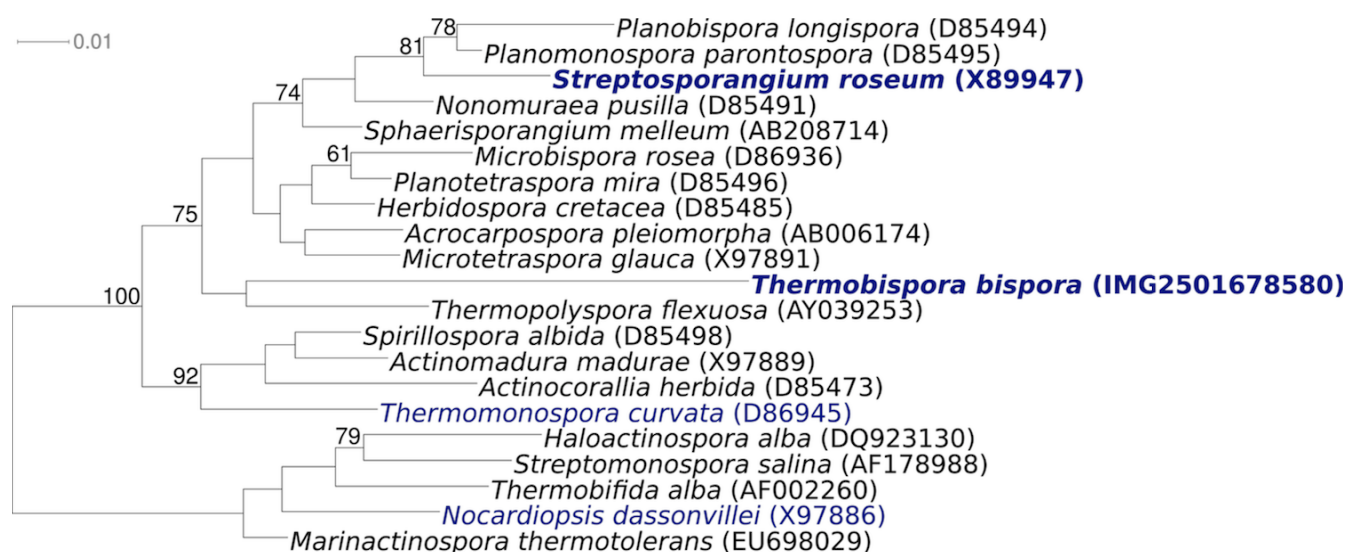 0.01
78
Planobispora longispora (D85494)
81
Planomonospora parontospora (D85495)
Streptosporangium roseum (X89947)
74
Nonomuraea pusilla (D85491)
Sphaerisporangium melleum (AB208714)
61
Microbispora rosea (D86936)
Planotetraspora mira (D85496)
75
Herbidospora cretacea (D85485)
Acrocarpospora pleiomorpha (AB006174)
Microtetraspora glauca (X97891)
Thermobispora bispora (IMG2501678580)
100
Thermopolyspora flexuosa (AY039253)
Spirillospora albida (D85498)
Actinomadura madurae (X97889)
92
Actinocorallia herbida (D85473)
Thermomonospora curvata (D86945)
79
Haloactinospora alba (DQ923130)
Streptomonospora salina (AF178988)
Thermobifida alba (AF002260)
Nocardiopsis dassonvillei (X97886)
Marinactinospora thermotolerans (EU698029)